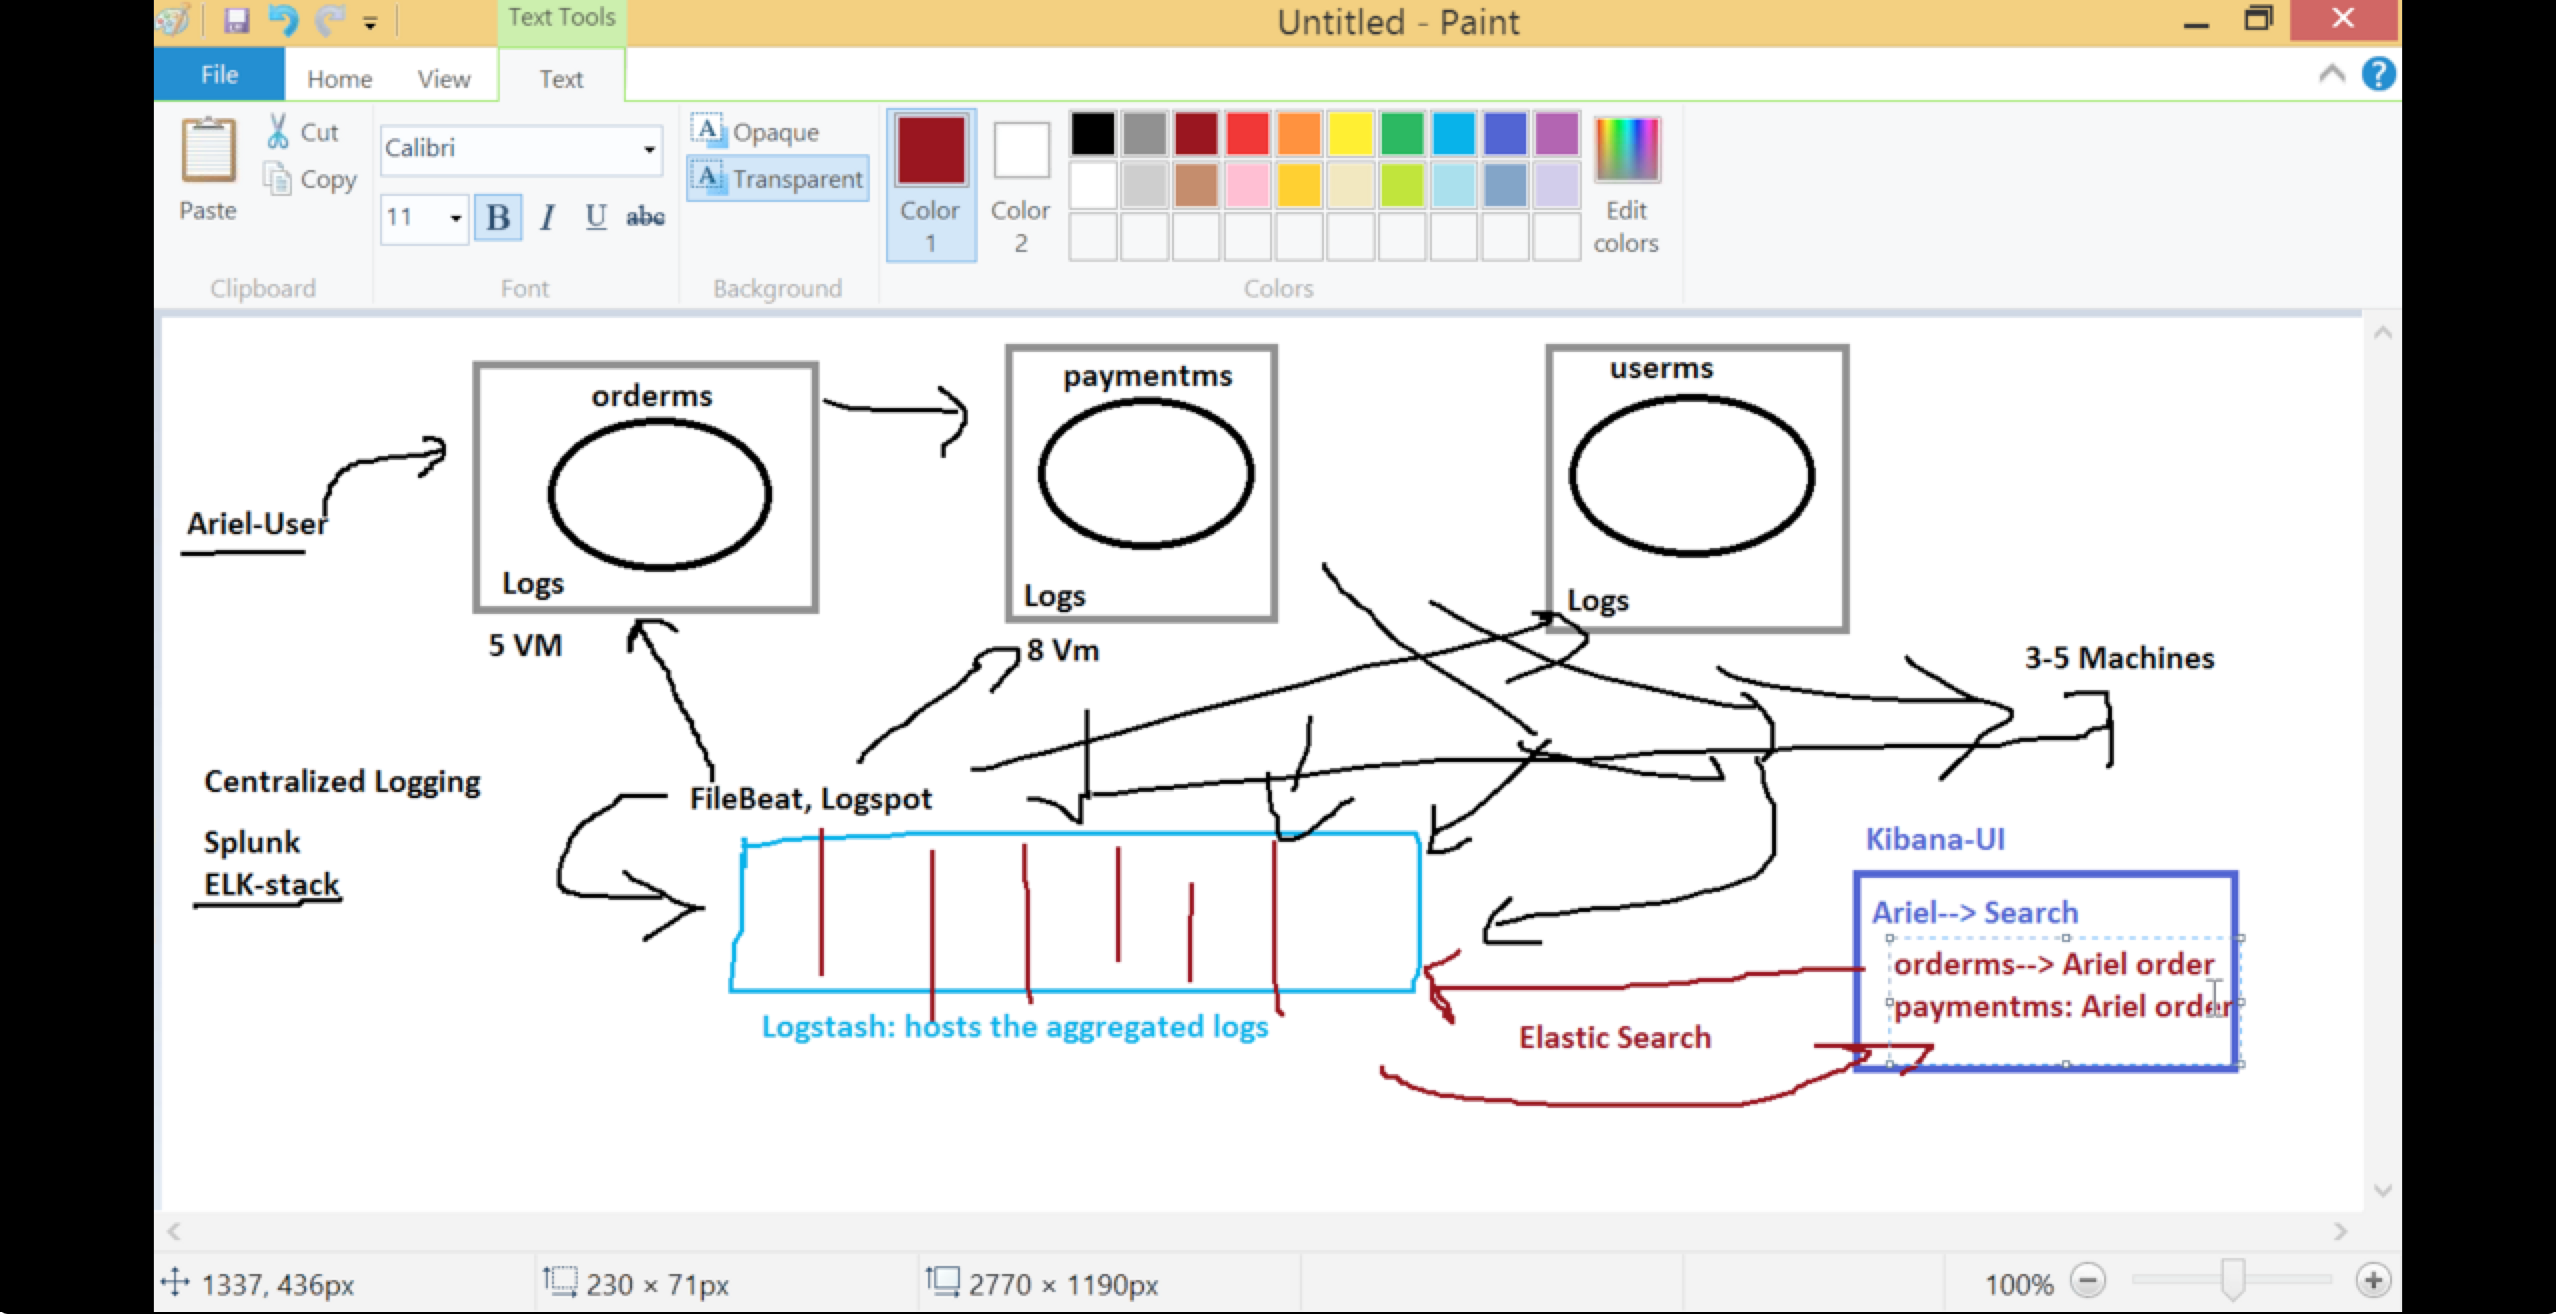 Text Tools
Untitled - Paint
File
Home
View
Text
Paste
Cut
Copy
Clipboard
Calibri
11
B I U abc
Font
Opaque
Transparent
Background
Color 1
Color 2
Edit colors
Colors
orderms
paymentms
userms
Ariel-User
Logs
Logs
Logs
5 VM
8 Vm
3-5 Machines
Centralized Logging
FileBeat, Logspot
Splunk
ELK-stack
Kibana-UI
Ariel--> Search
orderms--> Ariel order
paymentms: Ariel order
Logstash: hosts the aggregated logs
Elastic Search
1337, 436px
230 × 71px
2770 × 1190px
100%